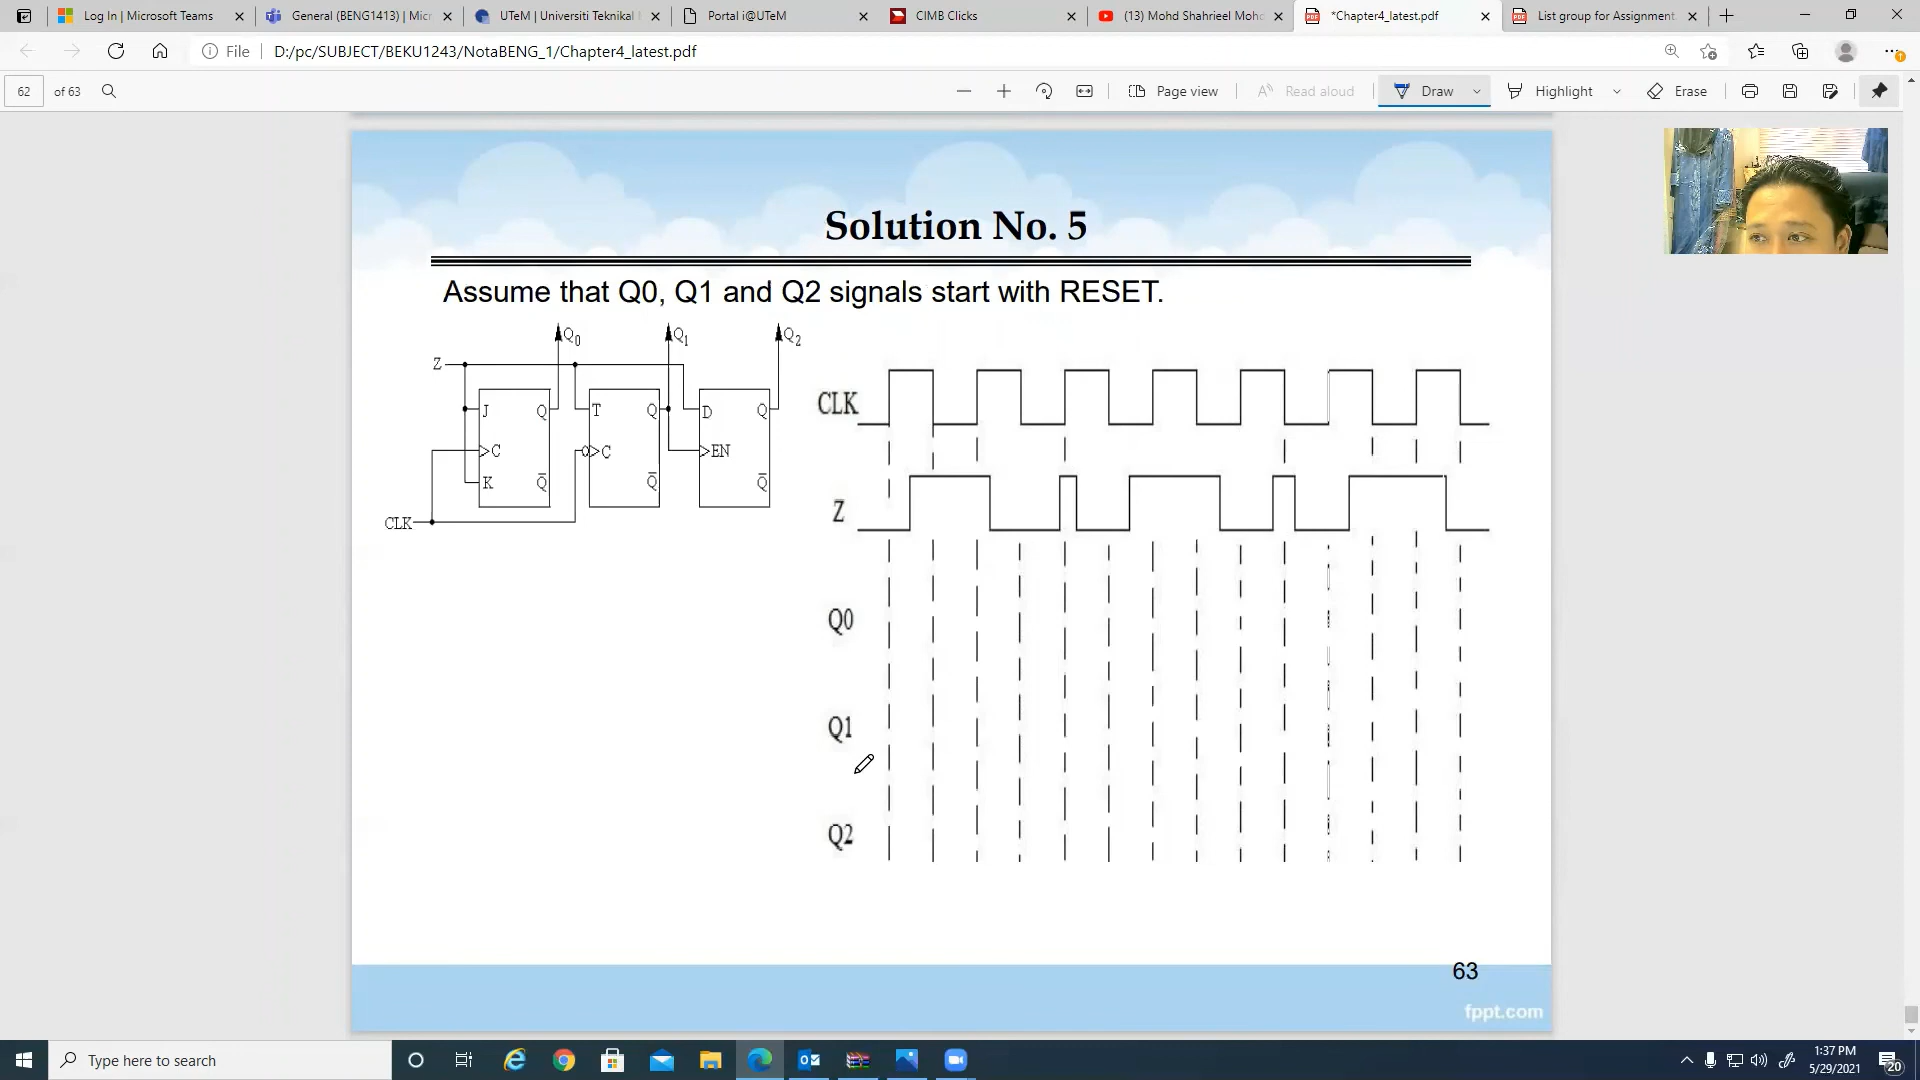 Log In | Microsoft Teams
General (BENG1413) | Micr
UTeM | Universiti Teknikal
Portal i@UTeM
CIMB Clicks
(13) Mohd Shahrieel Moho
*Chapter4_latest.pdf
List group for Assignment.
File
D:/pc/SUBJECT/BEKU1243/NotaBENG_1/Chapter4_latest.pdf
62 of 63
Page view
Read aloud
Draw
Highlight
Erase
Solution No. 5
Assume that Q0, Q1 and Q2 signals start with RESET.
Q0 Q1 Q2
Z
J Q T Q D Q
C C EN
K Q̅ Q̅ Q̅
CLK
CLK
Z
Q0
Q1
Q2
63
fppt.com
Type here to search
1:37 PM
5/29/2021
20